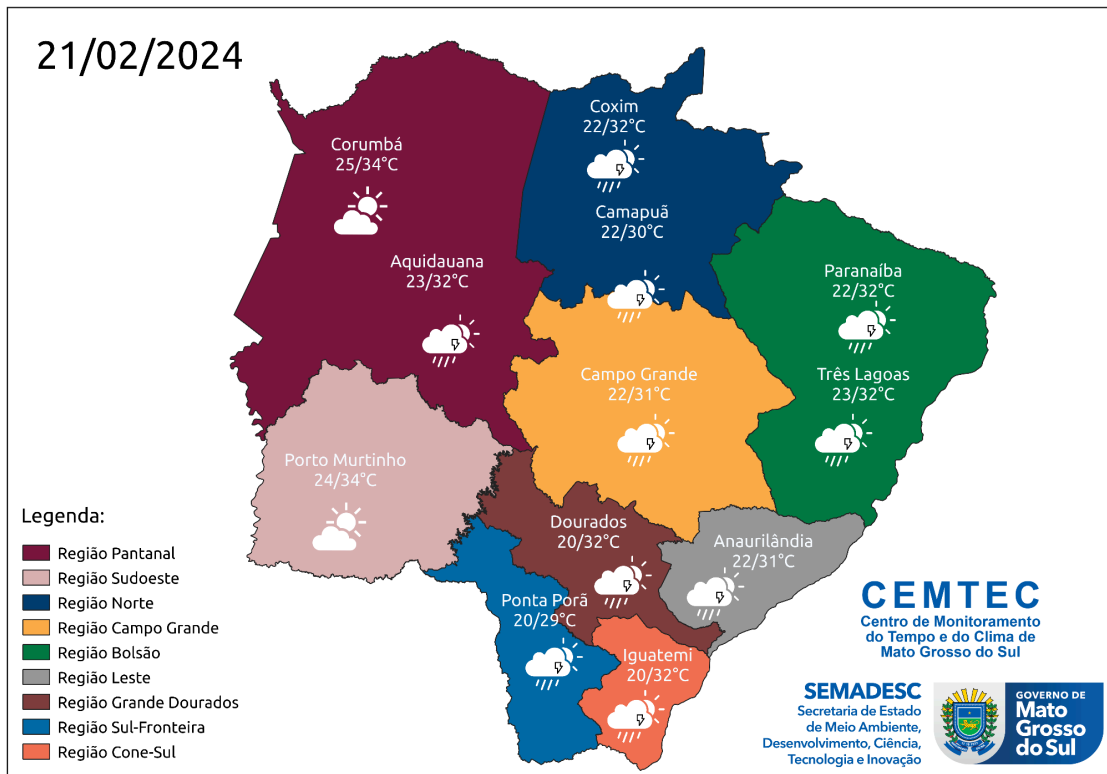 21/02/2024
Coxim
22/32°C
Corumbá
25/34°C
Camapuã
22/30°C
Aquidauana
23/32°C
Paranaíba
22/32°C
Campo Grande
22/31°C
Três Lagoas
23/32°C
Porto Murtinho
24/34°C
Dourados
20/32°C
Anaurilândia
22/31°C
Ponta Porã
20/29°C
Iguatemi
20/32°C
Legenda:
Região Pantanal
Região Sudoeste
Região Norte
Região Campo Grande
Região Bolsão
Região Leste
Região Grande Dourados
Região Sul-Fronteira
Região Cone-Sul
CEMTEC
Centro de Monitoramento
do Tempo e do Clima de
Mato Grosso do Sul
SEMADESC
Secretaria de Estado
de Meio Ambiente,
Desenvolvimento, Ciência,
Tecnologia e Inovação
GOVERNO DE
Mato
Grosso
do Sul